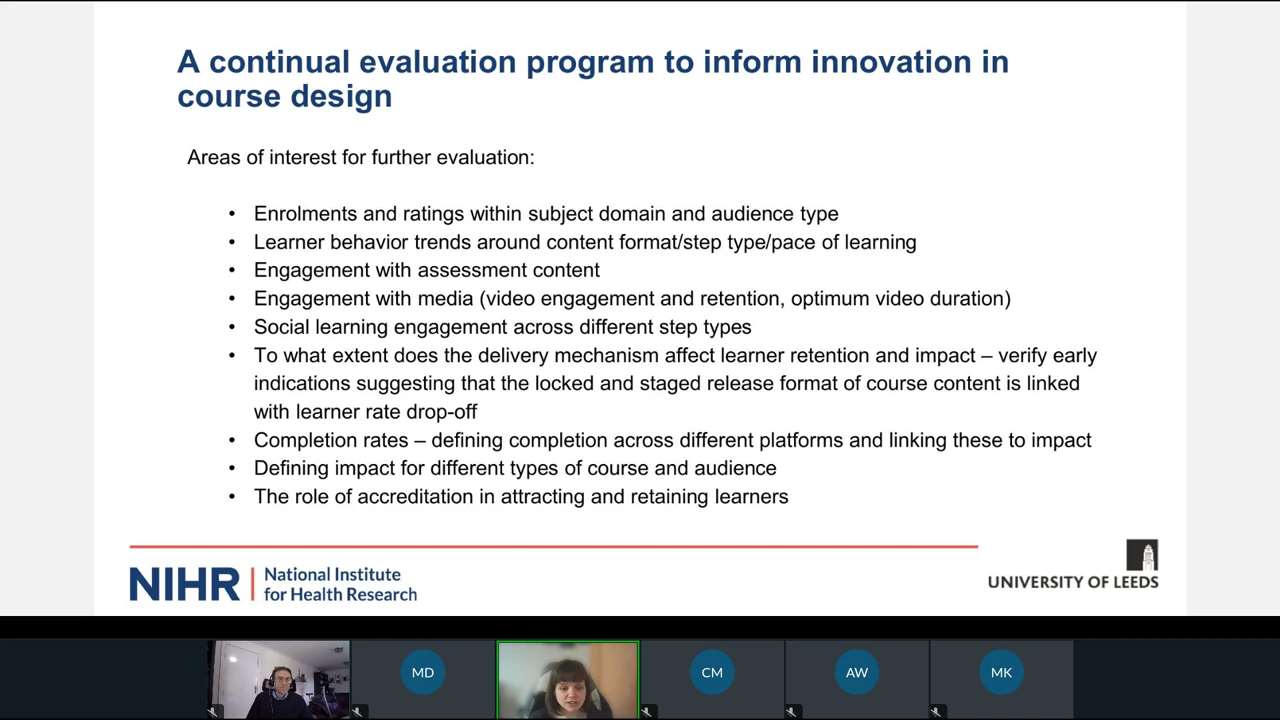 A continual evaluation program to inform innovation in
course design
Areas of interest for further evaluation:
• Enrolments and ratings within subject domain and audience type
• Learner behavior trends around content format/step type/pace of learning
• Engagement with assessment content
• Engagement with media (video engagement and retention, optimum video duration)
• Social learning engagement across different step types
• To what extent does the delivery mechanism affect learner retention and impact – verify early
indications suggesting that the locked and staged release format of course content is linked
with learner rate drop-off
• Completion rates – defining completion across different platforms and linking these to impact
• Defining impact for different types of course and audience
• The role of accreditation in attracting and retaining learners
NIHR | National Institute
for Health Research
UNIVERSITY OF LEEDS
MD
CM
AW
MK